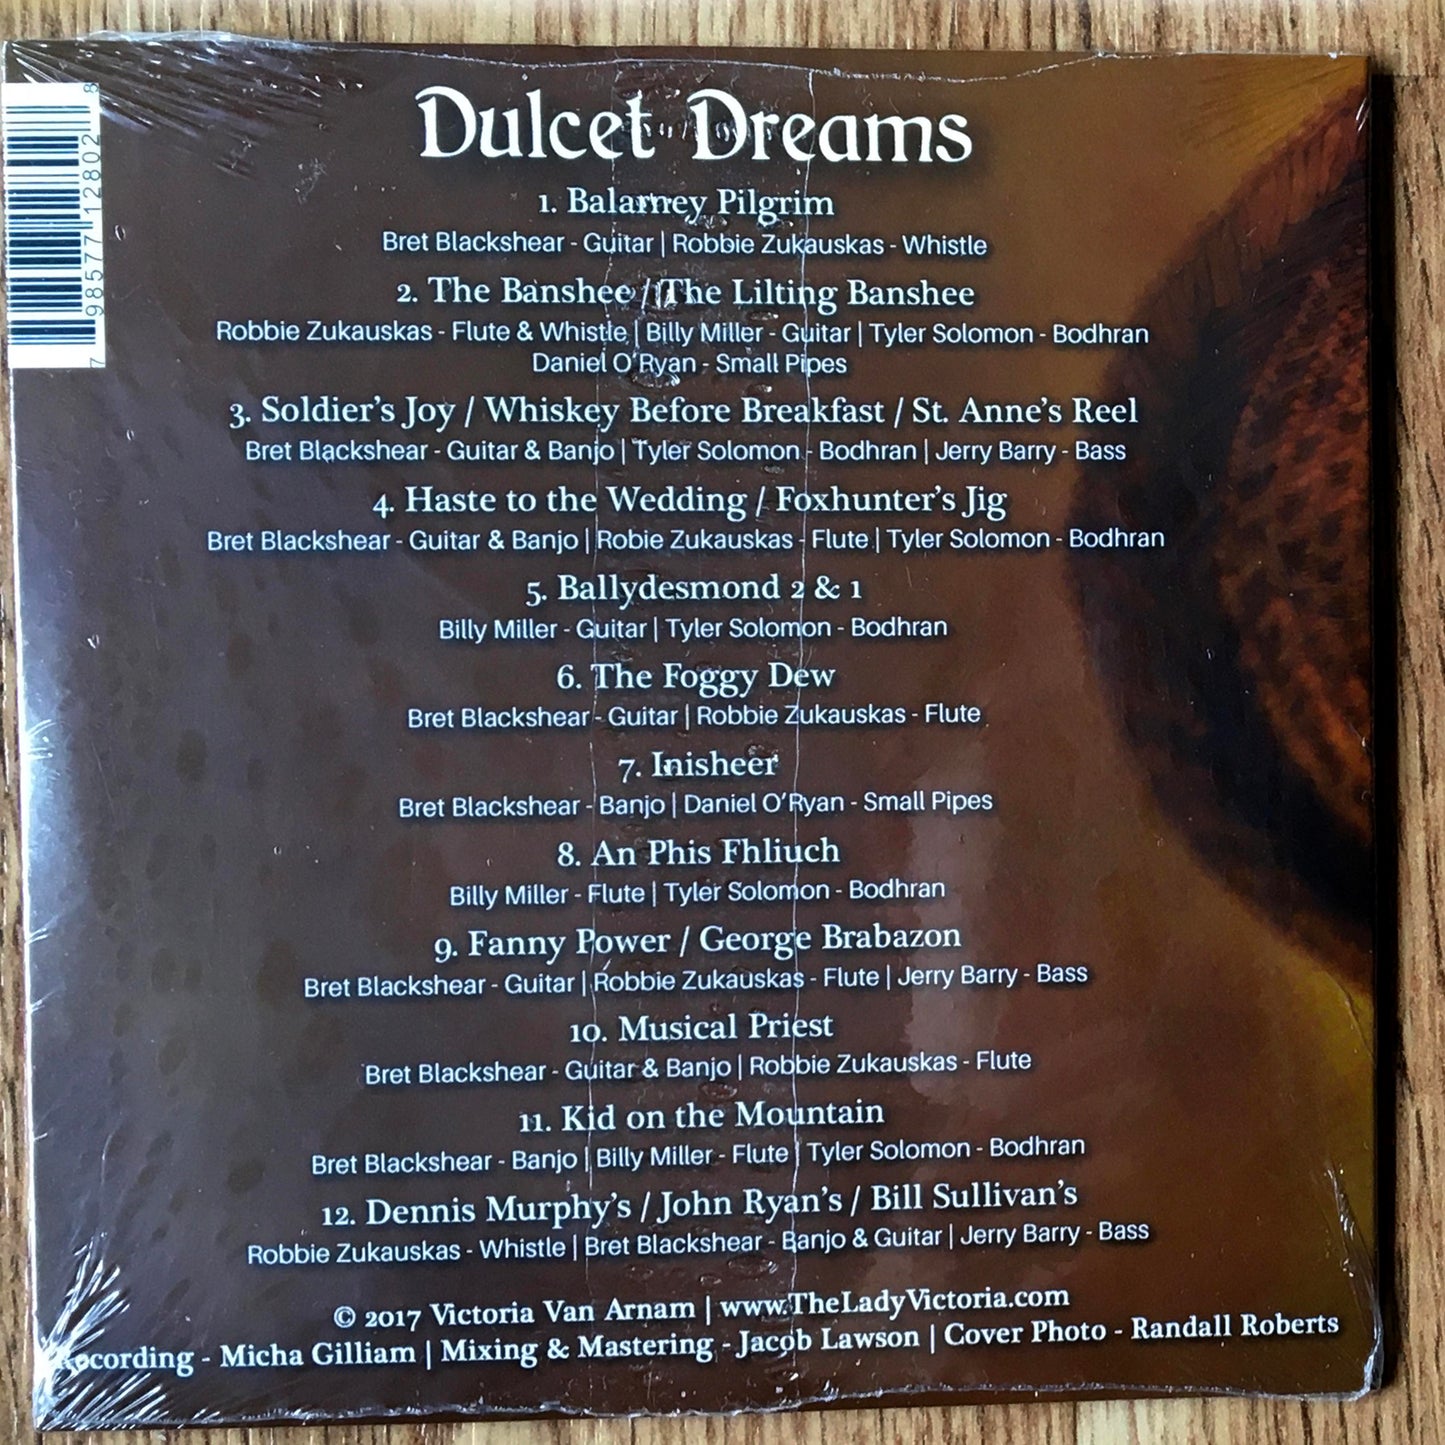 Dulcet Dreams
1. Balarney Pilgrim
Bret Blackshear - Guitar | Robbie Zukauskas - Whistle
2. The Banshee / The Lilting Banshee
Robbie Zukauskas - Flute & Whistle | Billy Miller - Guitar | Tyler Solomon - Bodhran
Daniel O'Ryan - Small Pipes
3. Soldier's Joy / Whiskey Before Breakfast / St. Anne's Reel
Bret Blackshear - Guitar & Banjo | Tyler Solomon - Bodhran | Jerry Barry - Bass
4. Haste to the Wedding / Foxhunter's Jig
Bret Blackshear - Guitar & Banjo | Robie Zukauskas - Flute | Tyler Solomon - Bodhran
5. Ballydesmond 2 & 1
Billy Miller - Guitar | Tyler Solomon - Bodhran
6. The Foggy Dew
Bret Blackshear - Guitar | Robbie Zukauskas - Flute
7. Inisheer
Bret Blackshear - Banjo | Daniel O'Ryan - Small Pipes
8. An Phis Fhliuch
Billy Miller - Flute | Tyler Solomon - Bodhran
9. Fanny Power / George Brabazon
Bret Blackshear - Guitar | Robbie Zukauskas - Flute | Jerry Barry - Bass
10. Musical Priest
Bret Blackshear - Guitar & Banjo | Robbie Zukauskas - Flute
11. Kid on the Mountain
Bret Blackshear - Banjo | Billy Miller - Flute | Tyler Solomon - Bodhran
12. Dennis Murphy's / John Ryan's / Bill Sullivan's
Robbie Zukauskas - Whistle | Bret Blackshear - Banjo & Guitar | Jerry Barry - Bass
© 2017 Victoria Van Arnam | www.TheLadyVictoria.com
Recording - Micha Gilliam | Mixing & Mastering - Jacob Lawson | Cover Photo - Randall Roberts
7 98577 12802 8